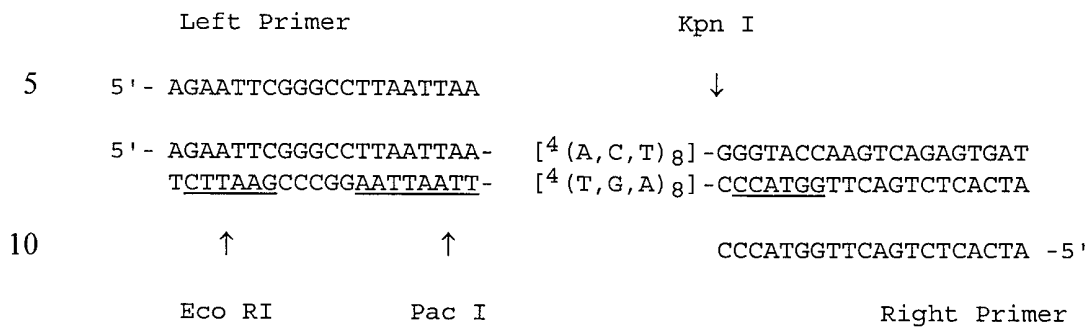 Left Primer Kpn I
5 5'- AGAATTCGGGCCTTAATTAA ↓
5'- AGAATTCGGGCCTTAATTAA- [4(A,C,T)8]-GGGTACCAAGTCAGAGTGAT
TCTTAAGCCCGGAATTAATT- [4(T,G,A)8]-CCCATGGTTCAGTCTCACTA
10 ↑ ↑ CCCATGGTTCAGTCTCACTA -5'
Eco RI Pac I Right Primer